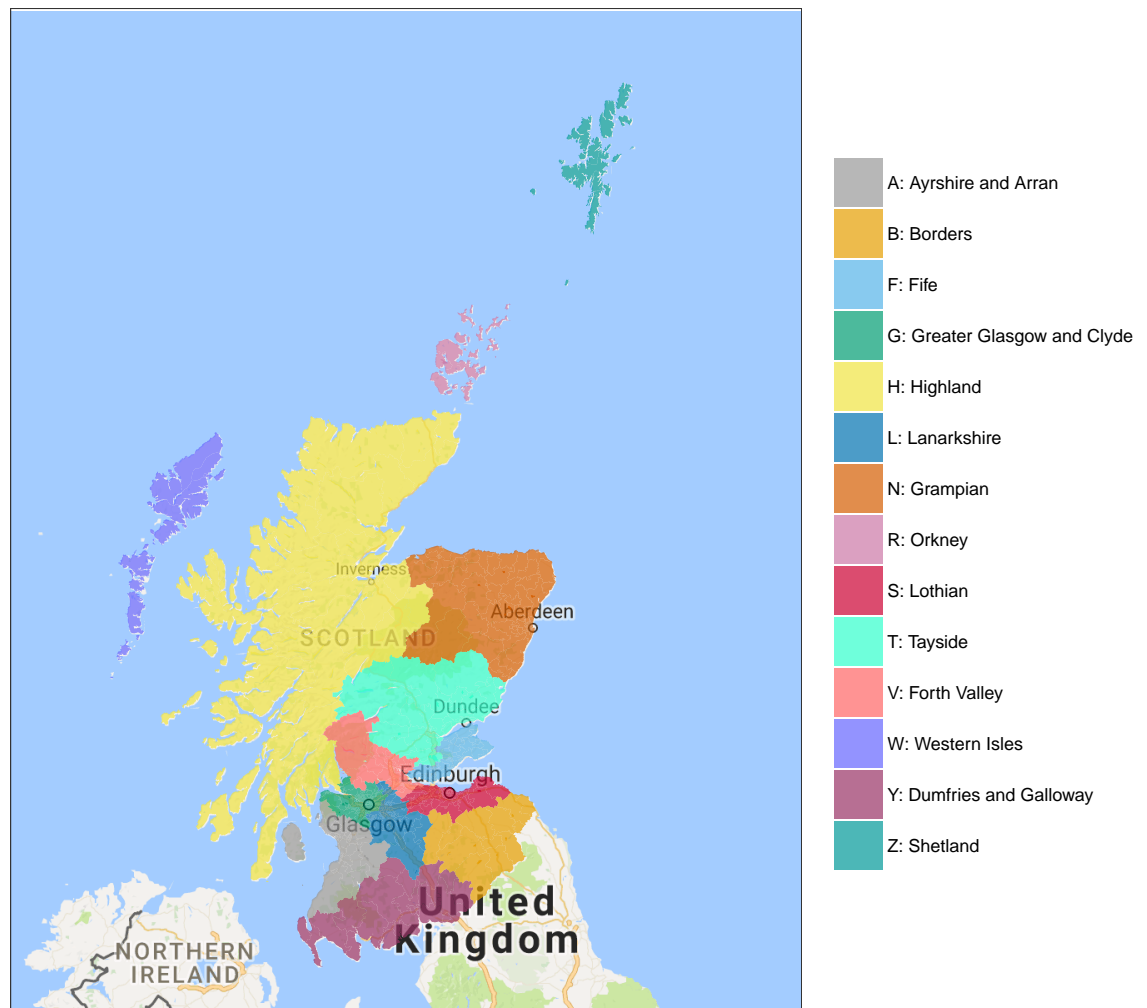 Inverness
Aberdeen
SCOTLAND
Dundee
Edinburgh
Glasgow
United
Kingdom
NORTHERN
IRELAND
A: Ayrshire and Arran
B: Borders
F: Fife
G: Greater Glasgow and Clyde
H: Highland
L: Lanarkshire
N: Grampian
R: Orkney
S: Lothian
T: Tayside
V: Forth Valley
W: Western Isles
Y: Dumfries and Galloway
Z: Shetland